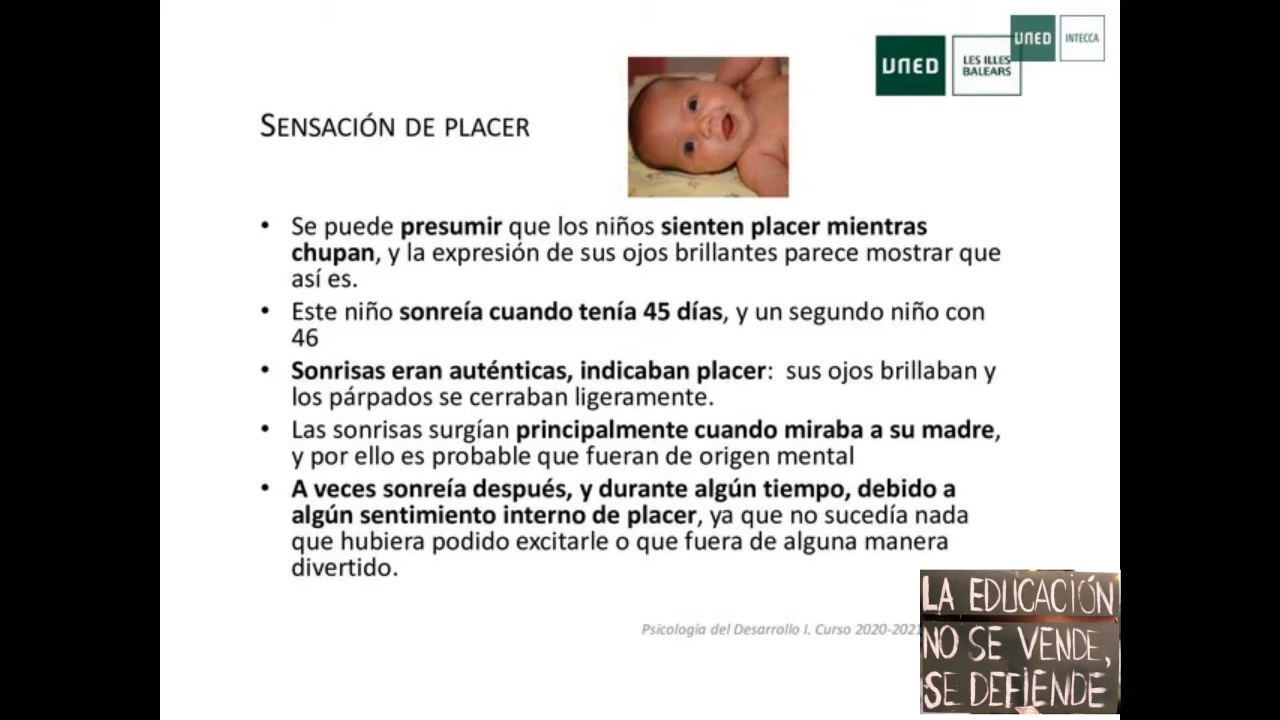 UNED
INTECCA
UNED
LES ILLES
BALEARS
SENSACIÓN DE PLACER
• Se puede presumir que los niños sienten placer mientras
chupan, y la expresión de sus ojos brillantes parece mostrar que
así es.
• Este niño sonreía cuando tenía 45 días, y un segundo niño con
46
• Sonrisas eran auténticas, indicaban placer: sus ojos brillaban y
los párpados se cerraban ligeramente.
• Las sonrisas surgían principalmente cuando miraba a su madre,
y por ello es probable que fueran de origen mental
• A veces sonreía después, y durante algún tiempo, debido a
algún sentimiento interno de placer, ya que no sucedía nada
que hubiera podido excitarle o que fuera de alguna manera
divertido.
Psicología del Desarrollo I. Curso 2020-2021
LA EDUCACIÓN
NO SE VENDE,
SE DEFIENDE